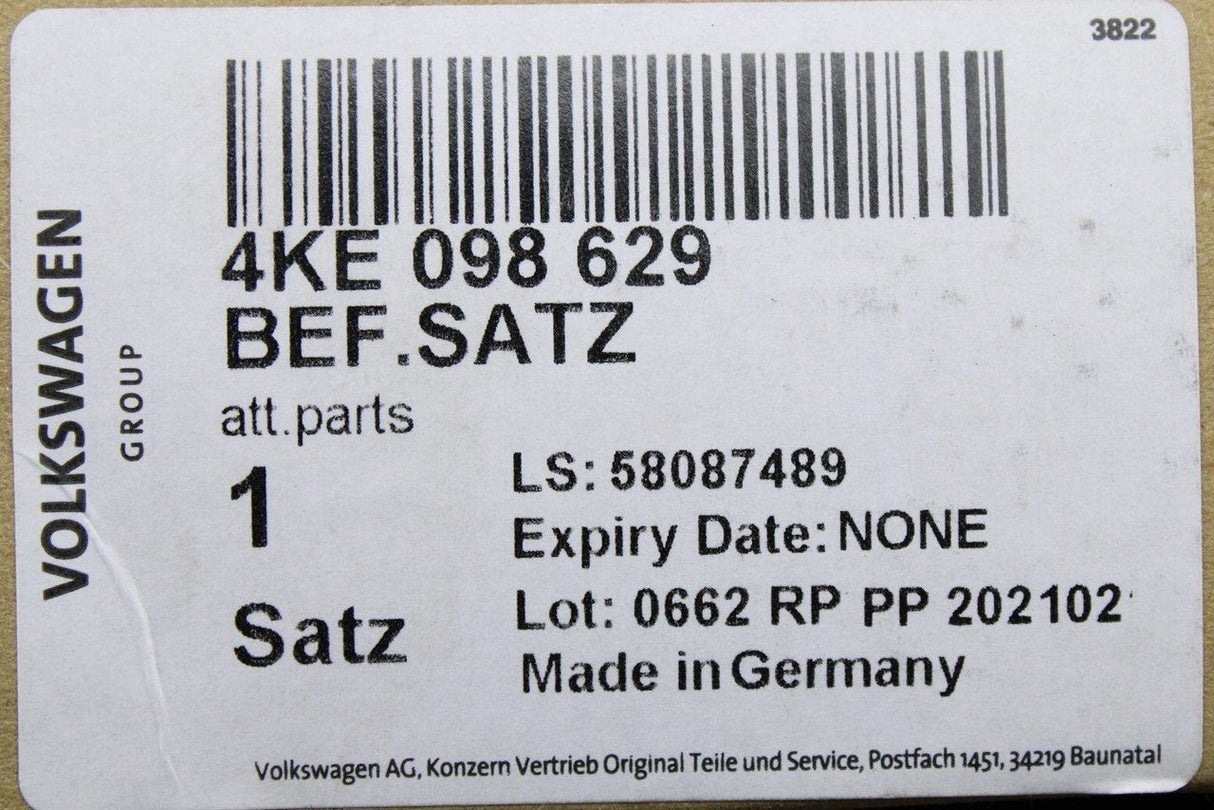 3822
VOLKSWAGEN
GROUP
4KE 098 629
BEF.SATZ
att.parts
1
Satz
LS: 58087489
Expiry Date: NONE
Lot: 0662 RP PP 202102
Made in Germany
Volkswagen AG, Konzern Vertrieb Original Teile und Service, Postfach 1451, 34219 Baunatal